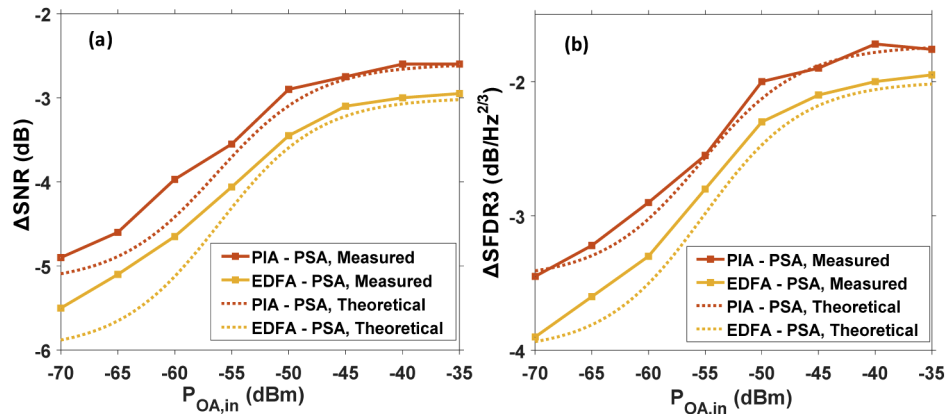 (a)
ΔSNR (dB)
-2
-3
-4
-5
-6
PIA - PSA, Measured
EDFA - PSA, Measured
PIA - PSA, Theoretical
EDFA - PSA, Theoretical
-70 -65 -60 -55 -50 -45 -40 -35
P_OA,in (dBm)
(b)
ΔSFDR3 (dB/Hz^2/3)
-2
-3
-4
PIA - PSA, Measured
EDFA - PSA, Measured
PIA - PSA, Theoretical
EDFA - PSA, Theoretical
-70 -65 -60 -55 -50 -45 -40 -35
P_OA,in (dBm)